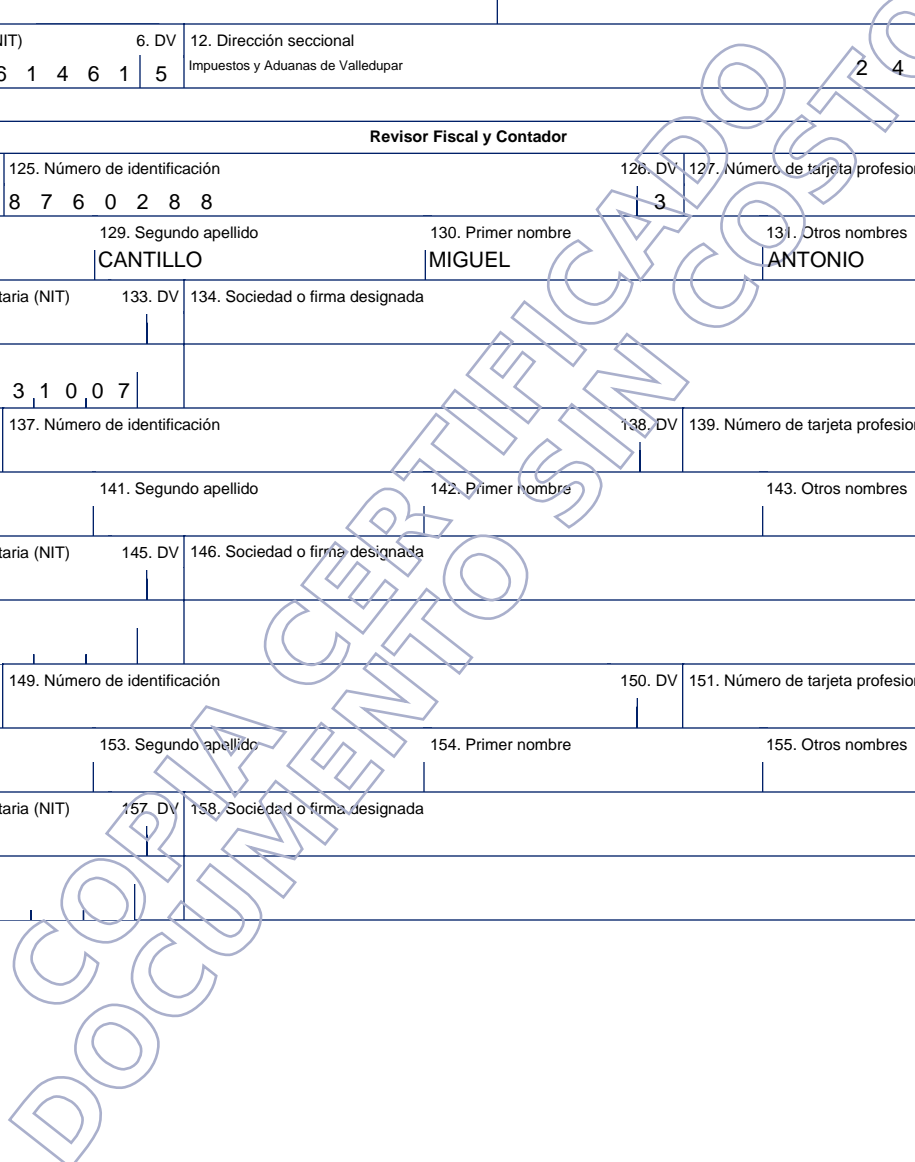 NIT) 6. DV 12. Dirección seccional
6 1 4 6 1 5 Impuestos y Aduanas de Valledupar 2 4
Revisor Fiscal y Contador
125. Número de identificación 126. DV 127. Número de tarjeta profesion
8 7 6 0 2 8 8 3
129. Segundo apellido 130. Primer nombre 131. Otros nombres
CANTILLO MIGUEL ANTONIO
taria (NIT) 133. DV 134. Sociedad o firma designada
3 1 0 0 7
137. Número de identificación 138. DV 139. Número de tarjeta profesion
141. Segundo apellido 142. Primer nombre 143. Otros nombres
taria (NIT) 145. DV 146. Sociedad o firma designada
149. Número de identificación 150. DV 151. Número de tarjeta profesion
153. Segundo apellido 154. Primer nombre 155. Otros nombres
taria (NIT) 157. DV 158. Sociedad o firma designada
COPIA CERTIFICADO
DOCUMENTO SIN COSTO